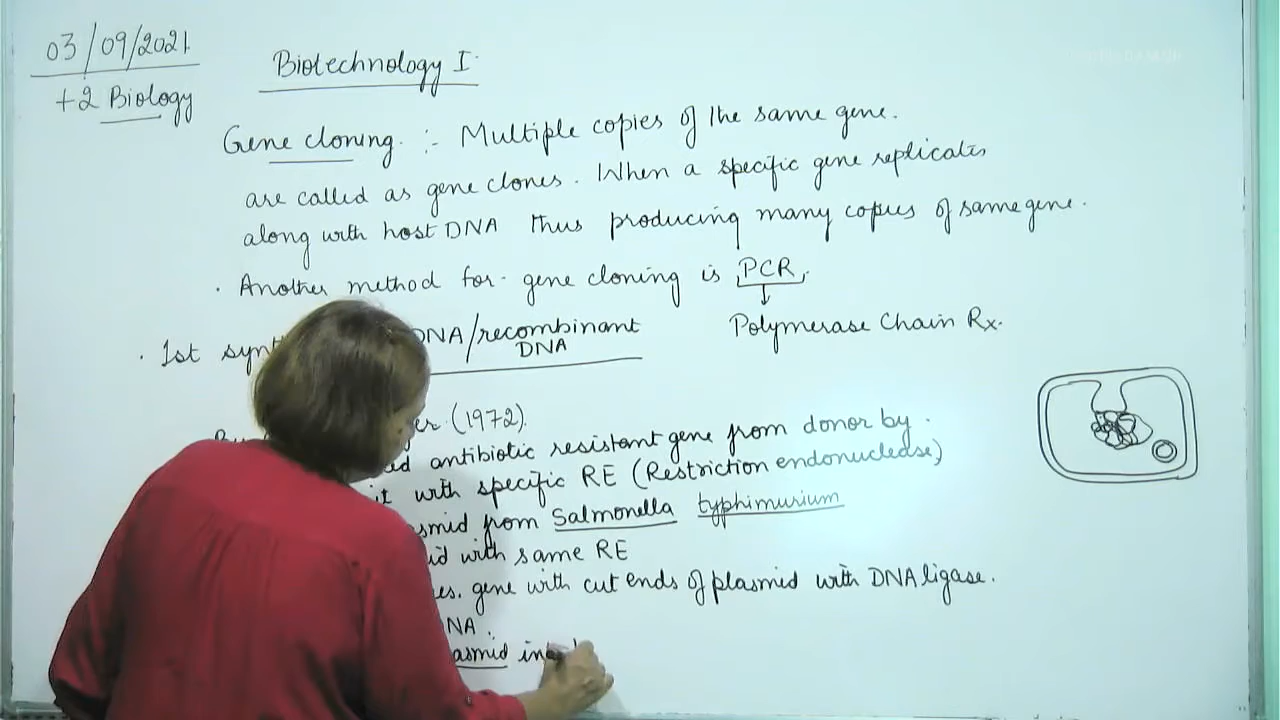 03/09/2021
+2 Biology
Biotechnology I
Gene cloning :- Multiple copies of the same gene.
are called as gene clones. When a specific gene replicates
along with host DNA thus producing many copies of same gene.
. Another method for gene cloning is PCR.
Polymerase Chain Rx.
. 1st DNA/recombinant
DNA
(1972).
antibiotic resistant gene from donor by
with specific RE (Restriction endonuclease)
from Salmonella typhimurium
with same RE
gene with cut ends of plasmid with DNA ligase.